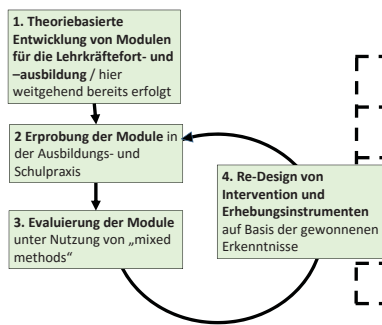 1. Theoriebasierte
Entwicklung von Modulen
für die Lehrkräftefort- und
–ausbildung / hier
weitgehend bereits erfolgt
2 Erprobung der Module in
der Ausbildungs- und
Schulpraxis
3. Evaluierung der Module
unter Nutzung von „mixed
methods“
4. Re-Design von
Intervention und
Erhebungsinstrumenten
auf Basis der gewonnenen
Erkenntnisse